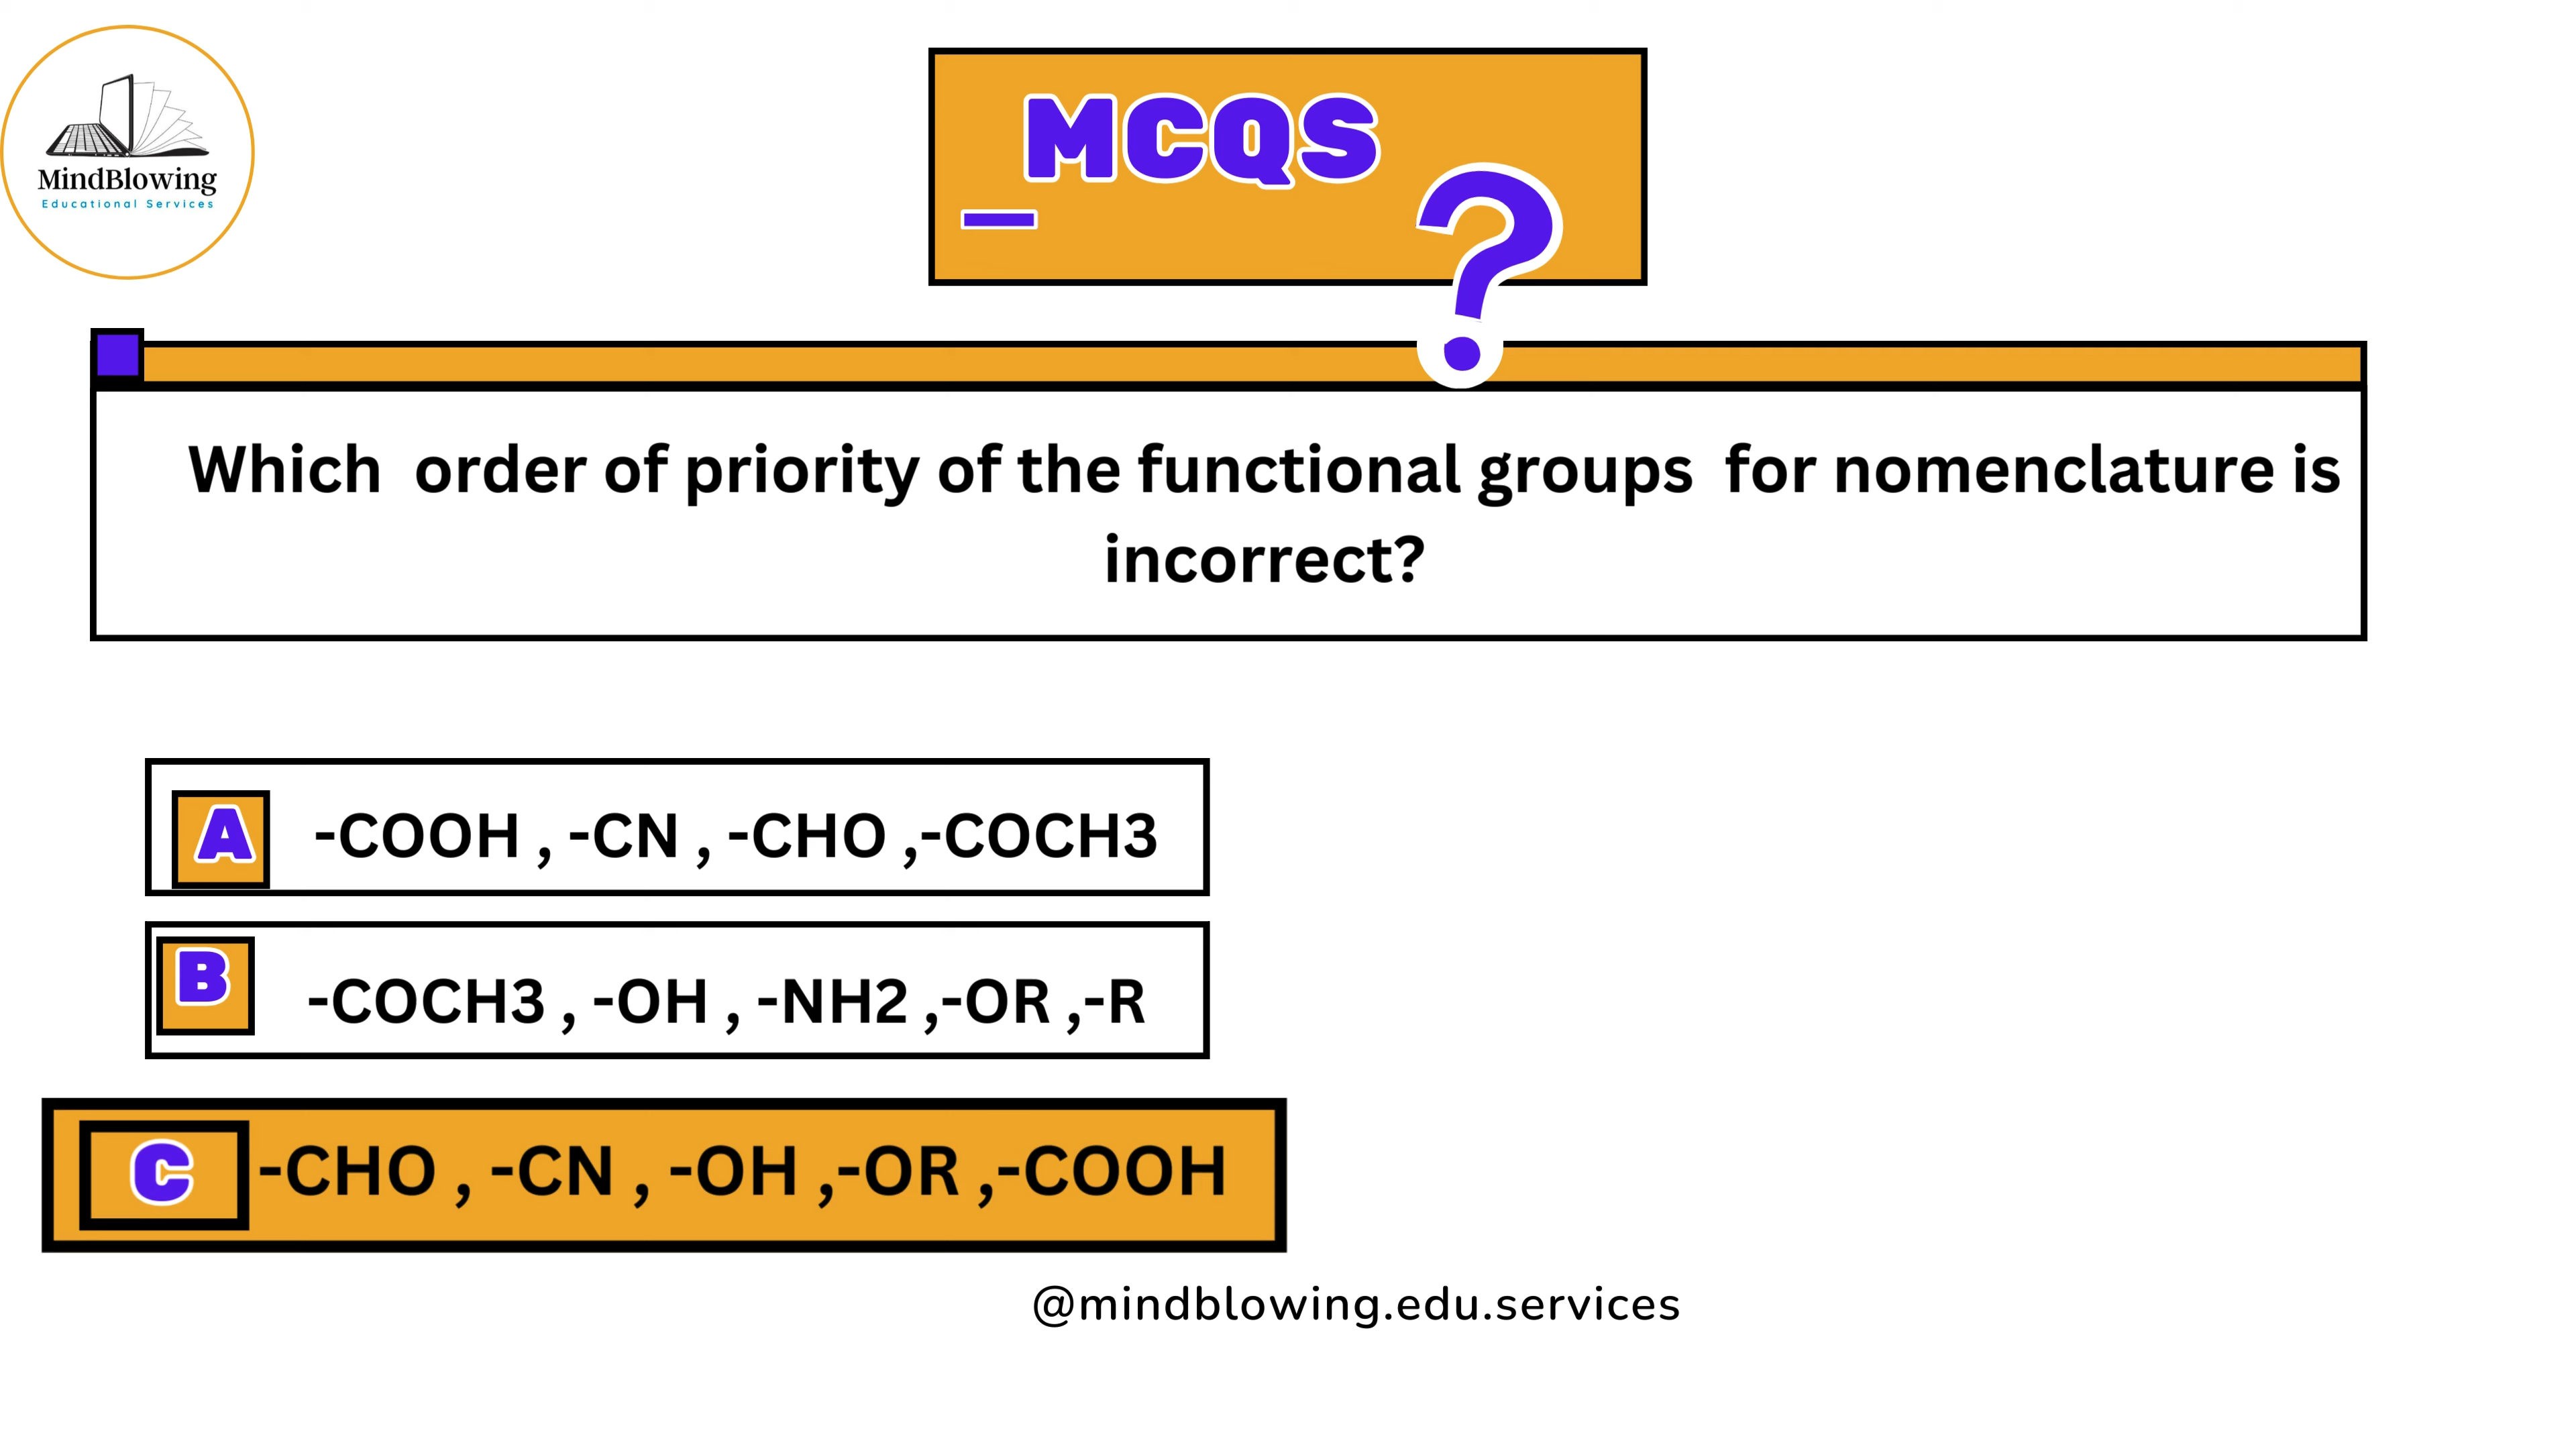 MindBlowing
Educational Services
_MCQS_?
Which order of priority of the functional groups for nomenclature is
incorrect?
A -COOH , -CN , -CHO ,-COCH3
B -COCH3 , -OH , -NH2 ,-OR ,-R
C -CHO , -CN , -OH ,-OR ,-COOH
@mindblowing.edu.services